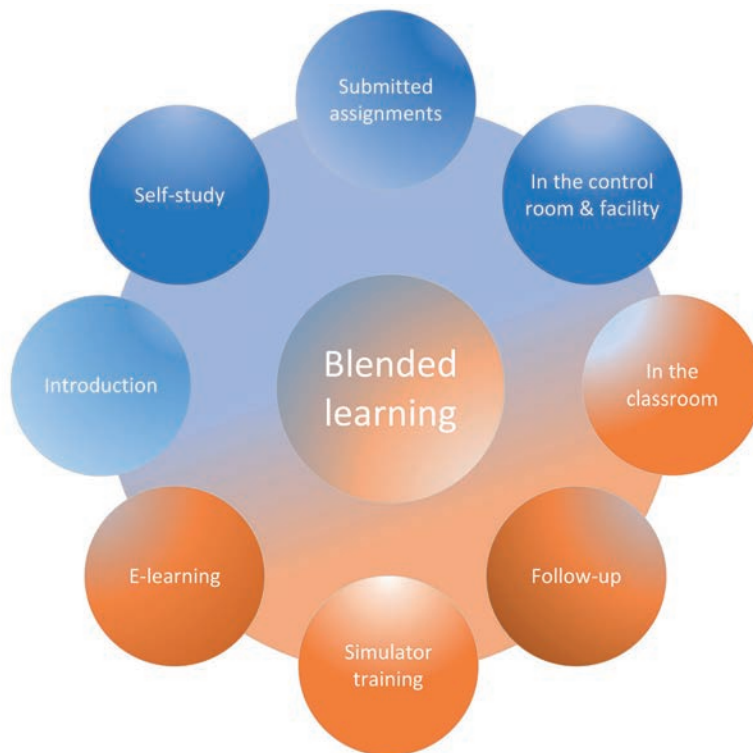 Submitted
assignments
Self-study
In the control
room & facility
Introduction
Blended
learning
In the
classroom
E-learning
Follow-up
Simulator
training